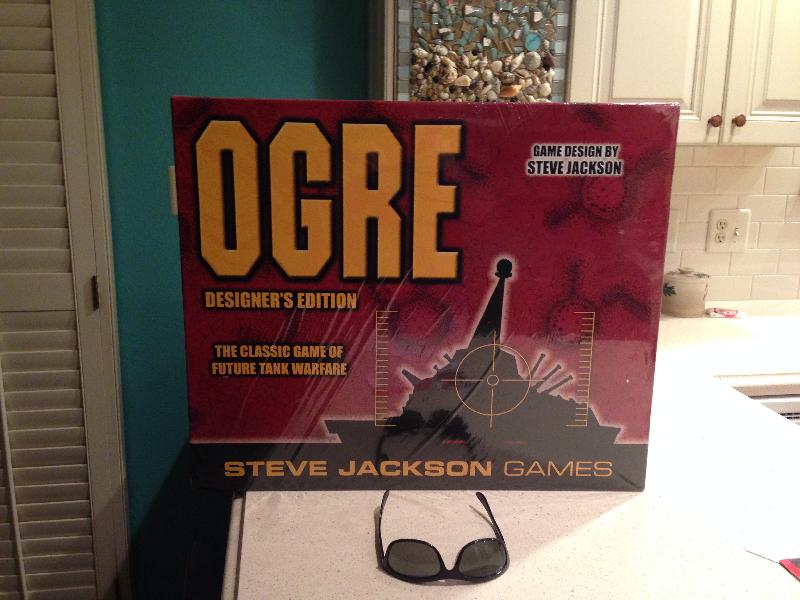 OGRE
GAME DESIGN BY
STEVE JACKSON
DESIGNER'S EDITION
THE CLASSIC GAME OF
FUTURE TANK WARFARE
STEVE JACKSON GAMES